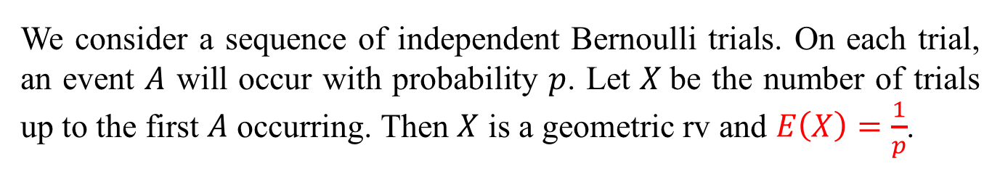 We consider a sequence of independent Bernoulli trials. On each trial,
an event A will occur with probability p. Let X be the number of trials
up to the first A occurring. Then X is a geometric rv and E(X) = 1/p.